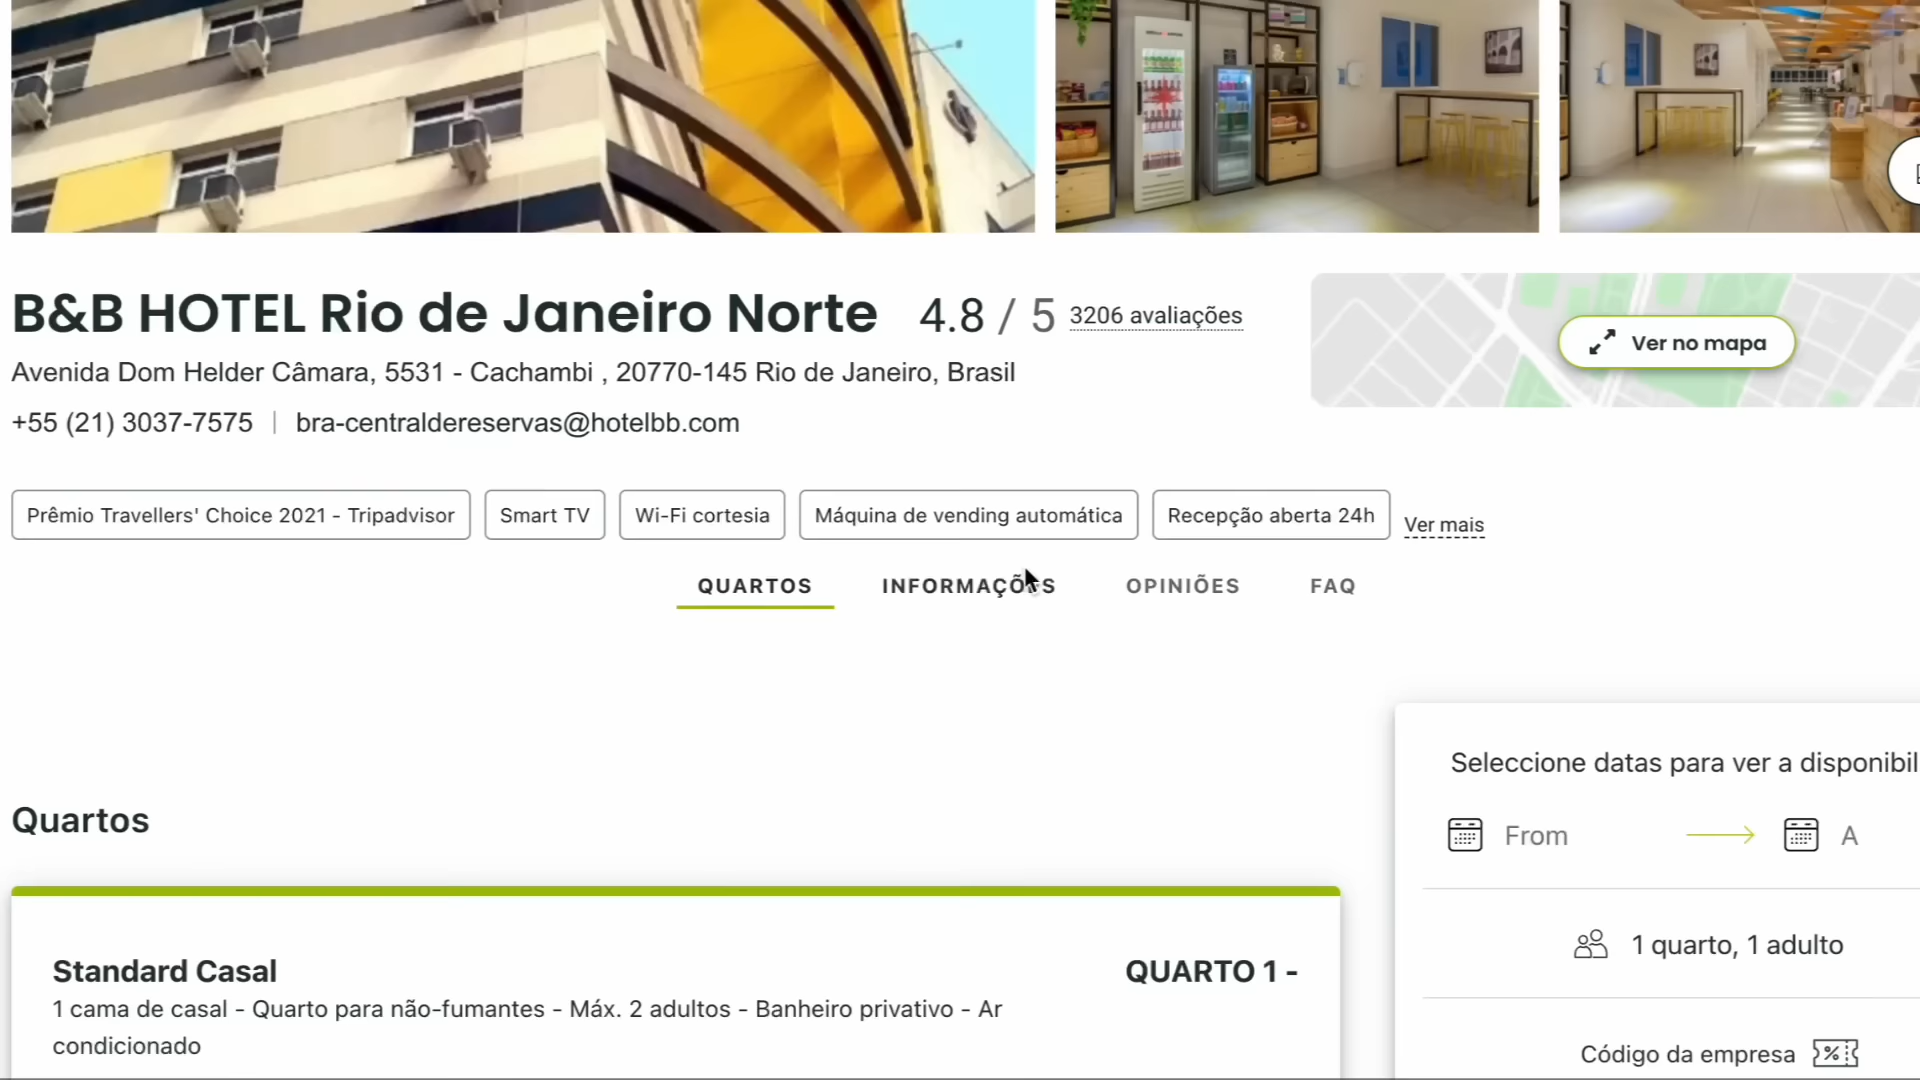 B&B HOTEL Rio de Janeiro Norte 4.8 / 5 3206 avaliações
Avenida Dom Helder Câmara, 5531 - Cachambi , 20770-145 Rio de Janeiro, Brasil
+55 (21) 3037-7575 | bra-centraldereservas@hotelbb.com
Ver no mapa
Prêmio Travellers' Choice 2021 - Tripadvisor Smart TV Wi-Fi cortesia Máquina de vending automática Recepção aberta 24h Ver mais
QUARTOS INFORMAÇÕES OPINIÕES FAQ
Quartos
Standard Casal QUARTO 1 -
1 cama de casal - Quarto para não-fumantes - Máx. 2 adultos - Banheiro privativo - Ar
condicionado
Seleccione datas para ver a disponibil
From A
1 quarto, 1 adulto
Código da empresa